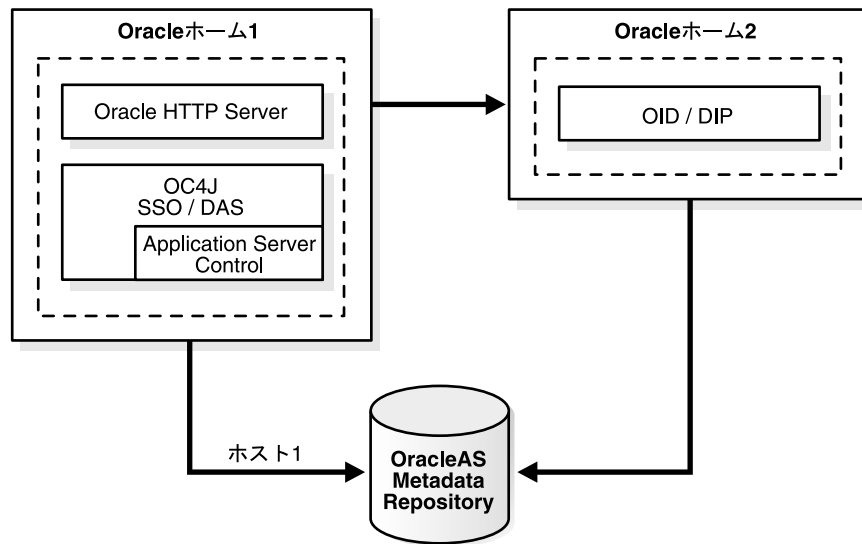 Oracleホーム1
Oracle HTTP Server
OC4J
SSO / DAS
Application Server
Control
Oracleホーム2
OID / DIP
ホスト1
OracleAS
Metadata
Repository